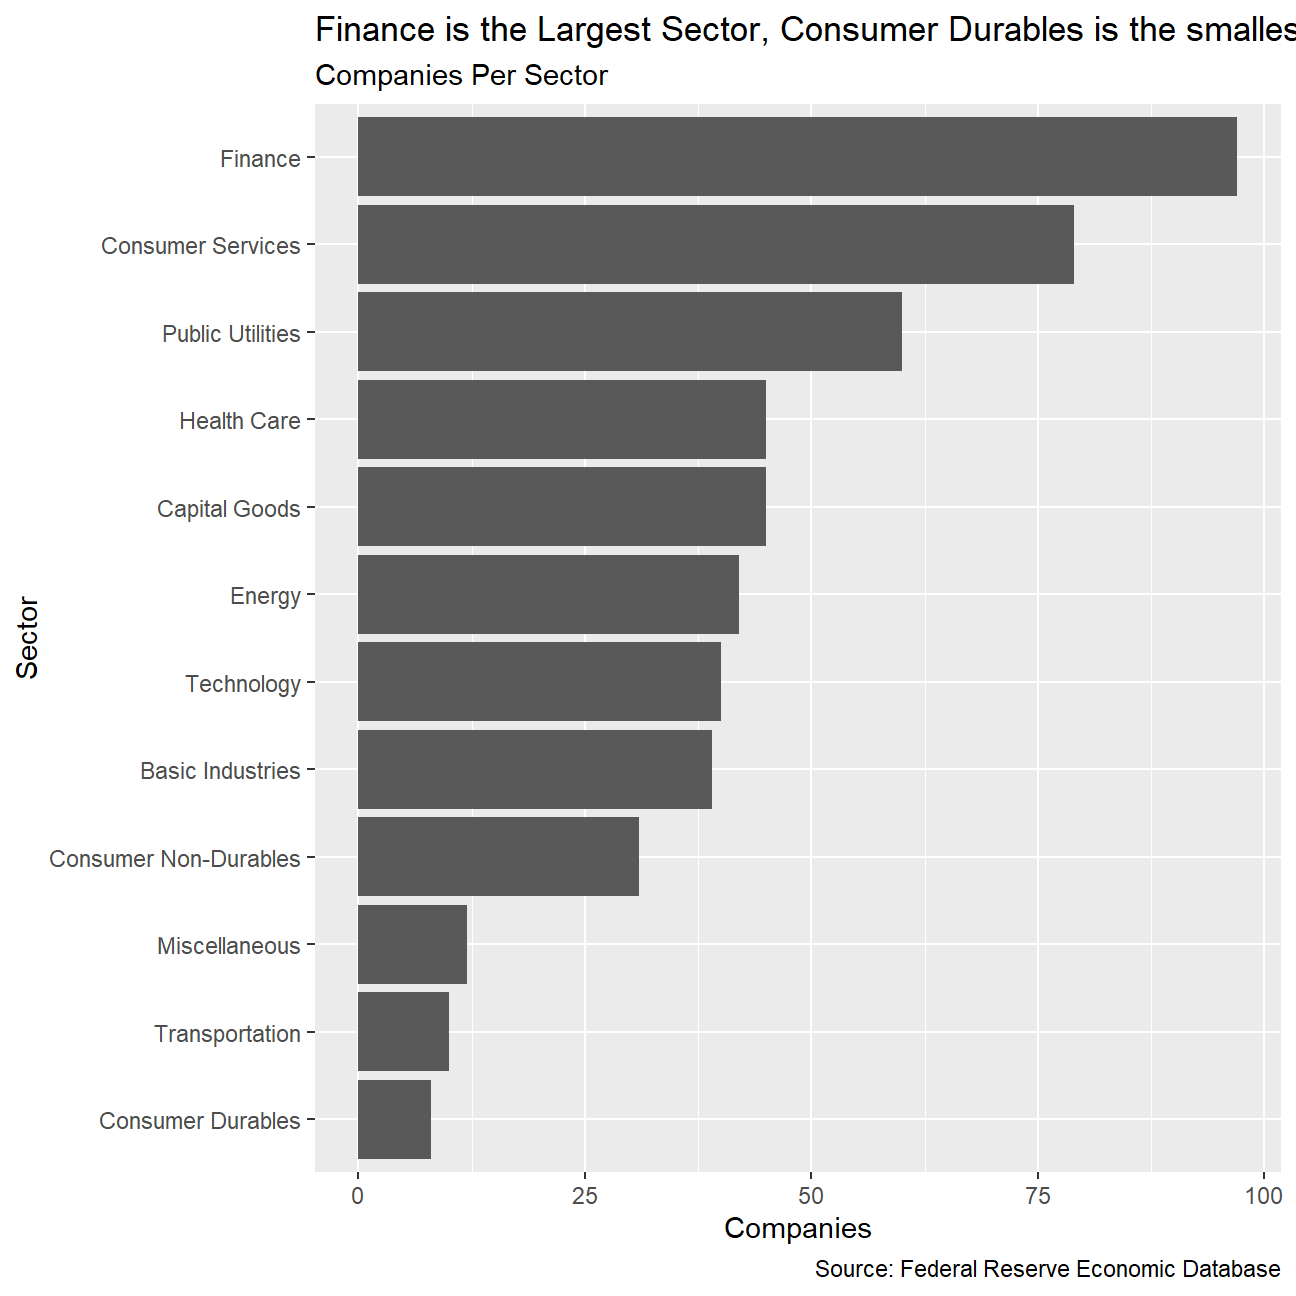 Finance is the Largest Sector, Consumer Durables is the smalles
Companies Per Sector
Finance
Consumer Services
Public Utilities
Health Care
Capital Goods
Energy
Technology
Basic Industries
Consumer Non-Durables
Miscellaneous
Transportation
Consumer Durables
Sector
0 25 50 75 100
Companies
Source: Federal Reserve Economic Database